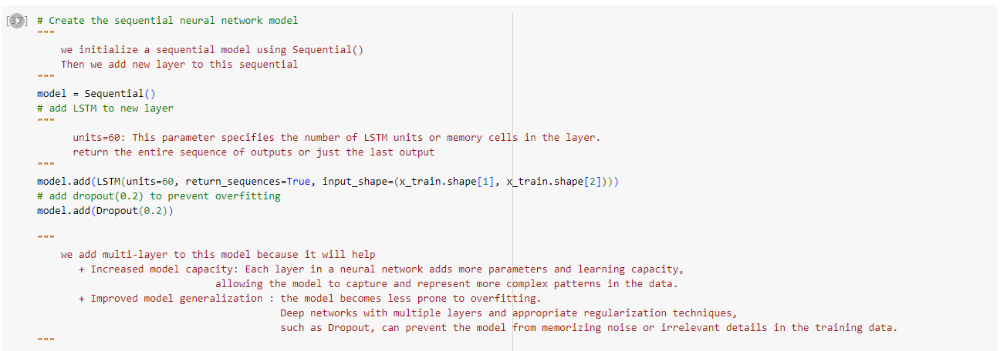 [37] # Create the sequential neural network model
"""
we initialize a sequential model using Sequential()
Then we add new layer to this sequential
"""
model = Sequential()
# add LSTM to new layer
"""
units=60: This parameter specifies the number of LSTM units or memory cells in the layer.
return the entire sequence of outputs or just the last output
"""
model.add(LSTM(units=60, return_sequences=True, input_shape=(x_train.shape[1], x_train.shape[2])))
# add dropout(0.2) to prevent overfitting
model.add(Dropout(0.2))
"""
we add multi-layer to this model because it will help
+ Increased model capacity: Each layer in a neural network adds more parameters and learning capacity,
allowing the model to capture and represent more complex patterns in the data.
+ Improved model generalization : the model becomes less prone to overfitting.
Deep networks with multiple layers and appropriate regularization techniques,
such as Dropout, can prevent the model from memorizing noise or irrelevant details in the training data.
"""